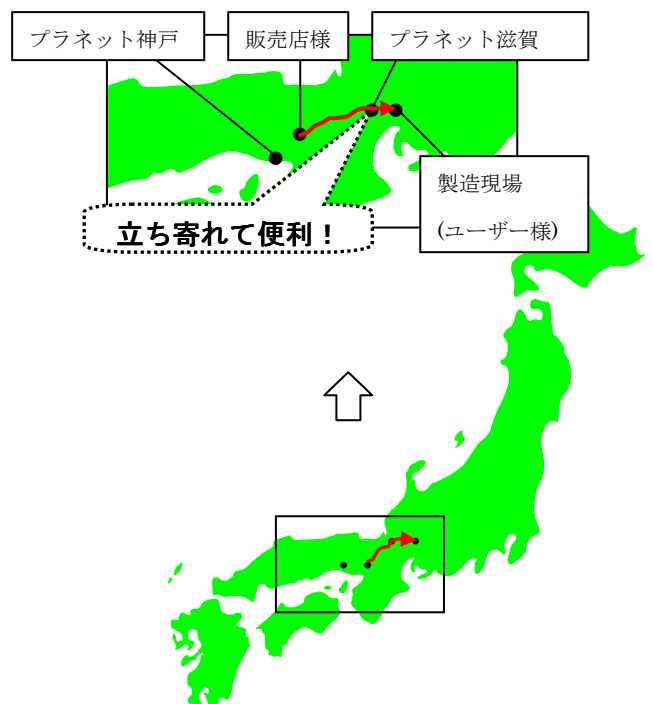 プラネット神戸
販売店様
プラネット滋賀
製造現場
(ユーザー様)
立ち寄れて便利！